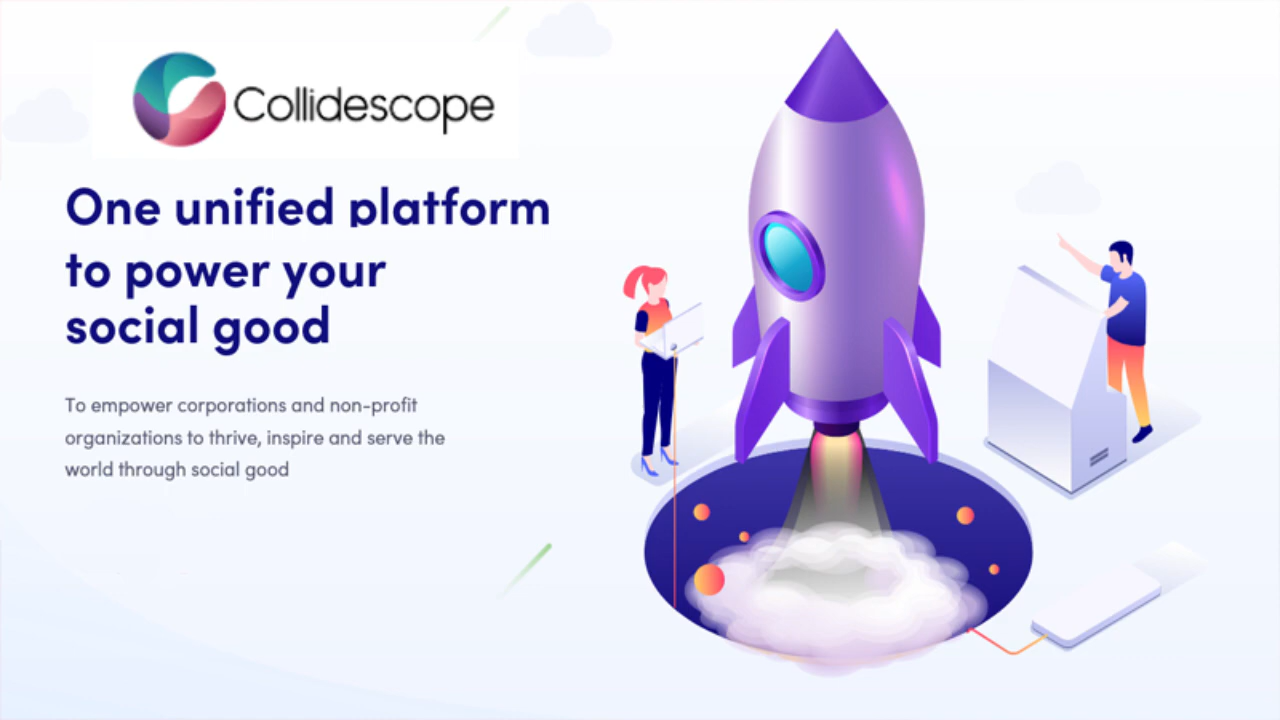 Collidescope
One unified platform
to power your
social good
To empower corporations and non-profit
organizations to thrive, inspire and serve the
world through social good